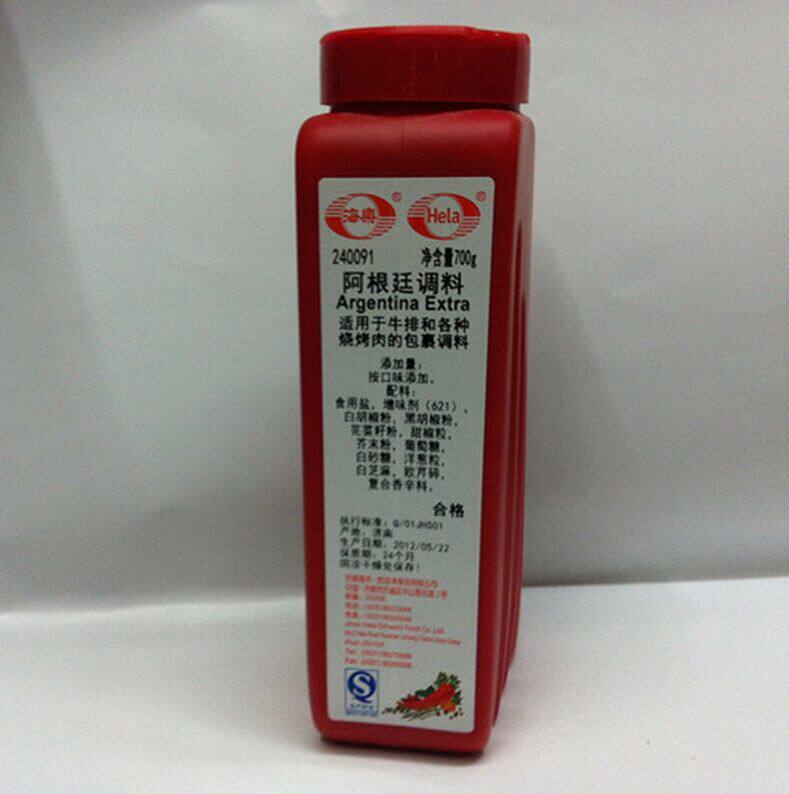 海奥® Hela®
240091 净含量700g
阿根廷调料
Argentina Extra
适用于牛排和各种
烧烤肉的包裹调料
添加量:
按口味添加。
配料:
食用盐, 增味剂(621),
白胡椒粉, 黑胡椒粉,
芫荽籽粉, 甜椒粒,
芥末粉, 葡萄糖,
白砂糖, 洋葱粒,
白芝麻, 欧芹碎,
复合香辛料。
合格
执行标准: Q/01JHS01
产地: 济南
生产日期: 2012/05/22
保质期: 24个月
阴凉干燥处保存!